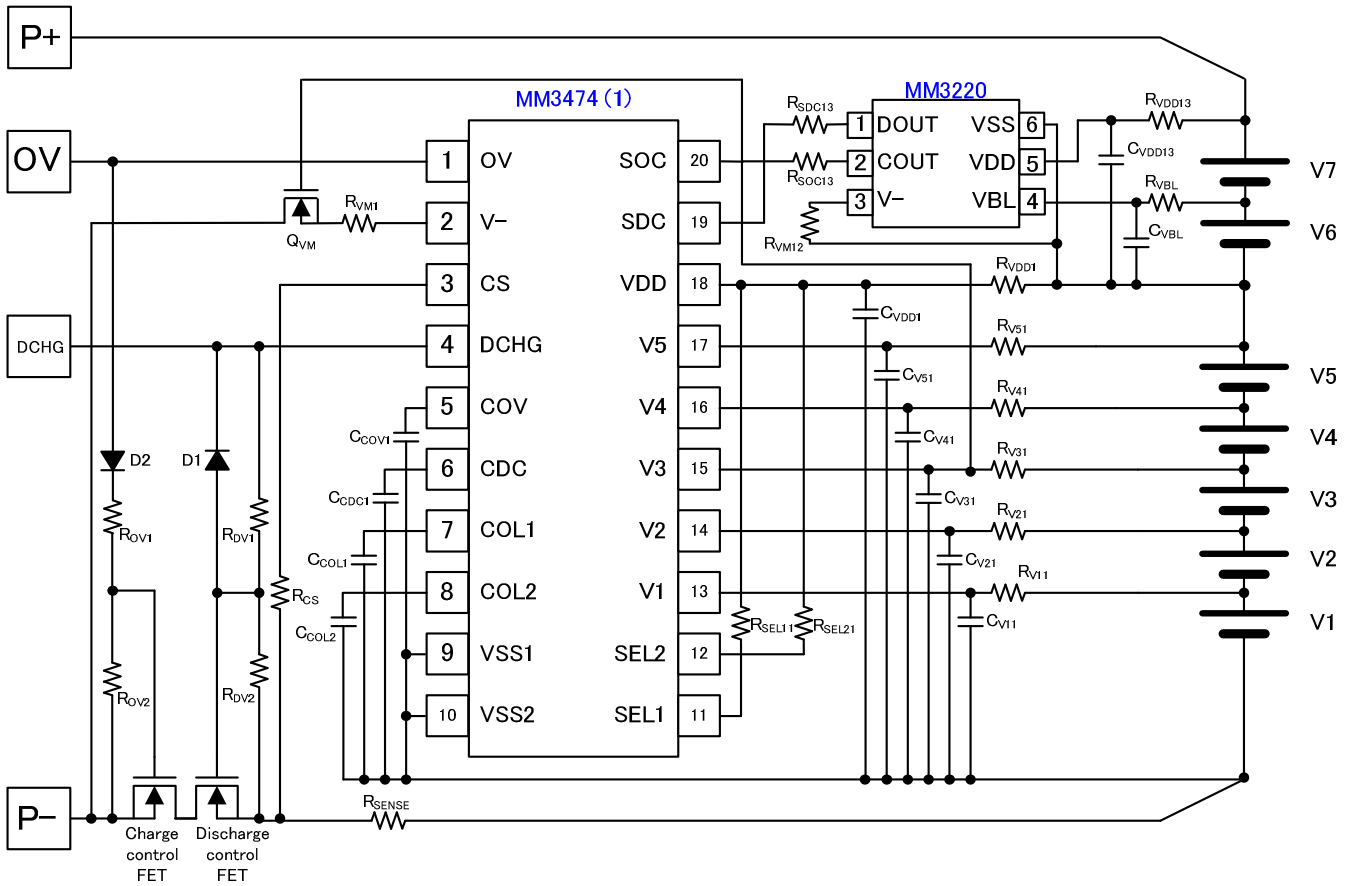 P+
MM3474 (1)
MM3220
OV
DCHG
P-
1
OV
2
V-
3
CS
4
DCHG
5
COV
6
CDC
7
COL1
8
COL2
9
VSS1
10
VSS2
SOC
20
SDC
19
VDD
18
V5
17
V4
16
V3
15
V2
14
V1
13
SEL2
12
SEL1
11
1
DOUT
2
COUT
3
V-
VSS
6
VDD
5
VBL
4
RSDC13
RSOC13
RVM12
RVDD13
CVDD13
RVBL
CVBL
RVM1
QVM
RVDD1
CVDD1
RV51
CV51
RV41
CV41
RV31
CV31
RV21
CV21
RV11
CV11
RSEL11
RSEL21
CCOV1
CCDC1
CCOL1
CCOL2
D2
D1
ROV1
RDV1
RCS
ROV2
RDV2
RSENSE
V7
V6
V5
V4
V3
V2
V1
Charge
control
FET
Discharge
control
FET